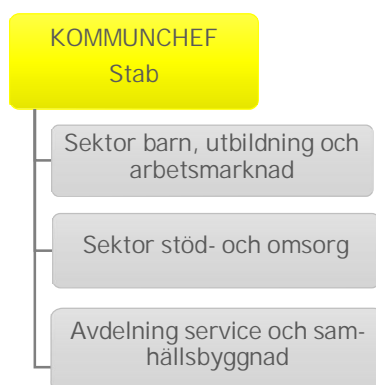 KOMMUNCHEF
Stab
Sektor barn, utbildning och
arbetsmarknad
Sektor stöd- och omsorg
Avdelning service och sam-
hällsbyggnad